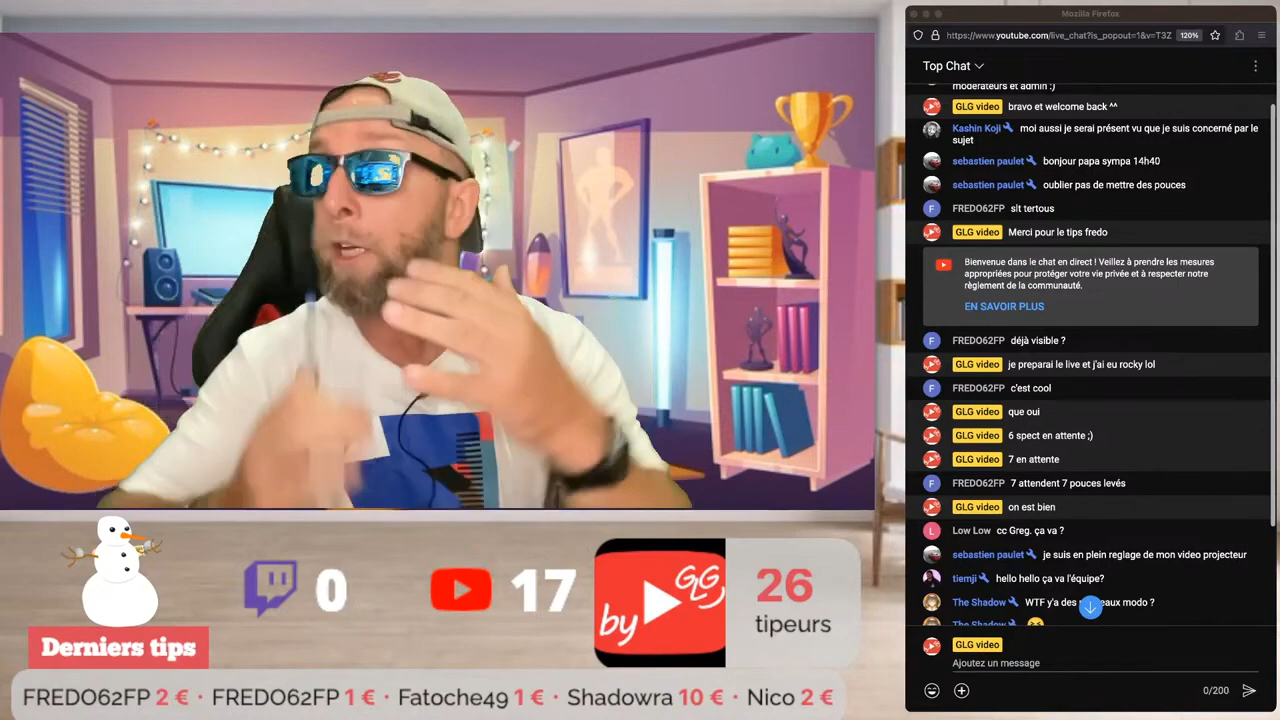 Mozilla Firefox
https://www.youtube.com/live_chat?is_popout=1&v=T3Z 120%
Top Chat
modérateurs et admin :)
GLG video bravo et welcome back ^^
Kashin Koji moi aussi je serai présent vu que je suis concerné par le
sujet
sebastien paulet bonjour papa sympa 14h40
sebastien paulet oublier pas de mettre des pouces
F FREDO62FP slt tertous
GLG video Merci pour le tips fredo
Bienvenue dans le chat en direct ! Veillez à prendre les mesures
appropriées pour protéger votre vie privée et à respecter notre
règlement de la communauté.
EN SAVOIR PLUS
F FREDO62FP déjà visible ?
GLG video je preparai le live et j'ai eu rocky lol
F FREDO62FP c'est cool
GLG video que oui
GLG video 6 spect en attente ;)
GLG video 7 en attente
F FREDO62FP 7 attendent 7 pouces levés
GLG video on est bien
L Low Low cc Greg. ça va ?
sebastien paulet je suis en plein reglage de mon video projecteur
tiemji hello hello ça va l'équipe?
The Shadow WTF y'a des modo ?
The Shadow
GLG video
Ajoutez un message
0/200
0
17
by GLG
26
tipeurs
Derniers tips
FREDO62FP 2 € · FREDO62FP 1 € · Fatoche49 1 € · Shadowra 10 € · Nico 2 €